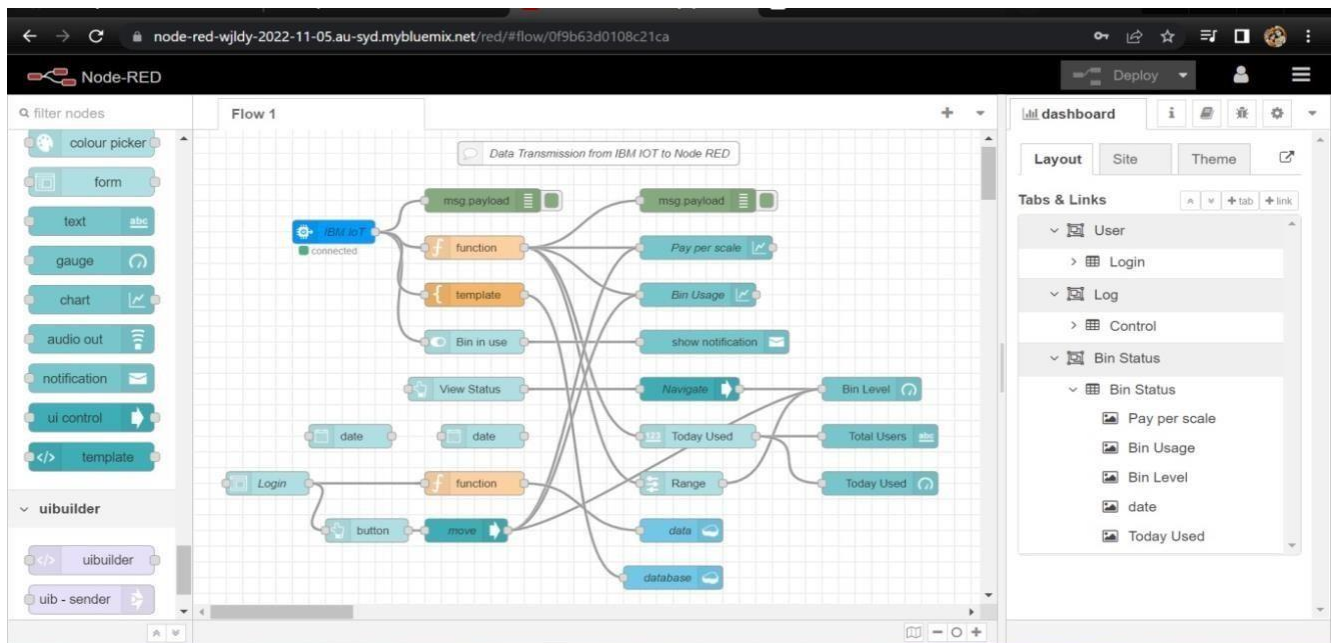 node-red-wjldy-2022-11-05.au-syd.mybluemix.net/red/#flow/0f9b63d0108c21ca
Node-RED
Deploy
filter nodes
colour picker
form
text
abc
gauge
chart
audio out
notification
ui control
template
uibuilder
uibuilder
uib - sender
Flow 1
Data Transmission from IBM IOT to Node RED
msg.payload
msg.payload
IBM IoT
connected
function
Pay per scale
template
Bin Usage
Bin in use
show notification
View Status
Navigate
Bin Level
date
date
123
Today Used
Total Users
abc
Login
function
Range
Today Used
button
move
data
database
dashboard
i
Layout
Site
Theme
Tabs & Links
+ tab
+ link
User
Login
Log
Control
Bin Status
Bin Status
Pay per scale
Bin Usage
Bin Level
date
Today Used